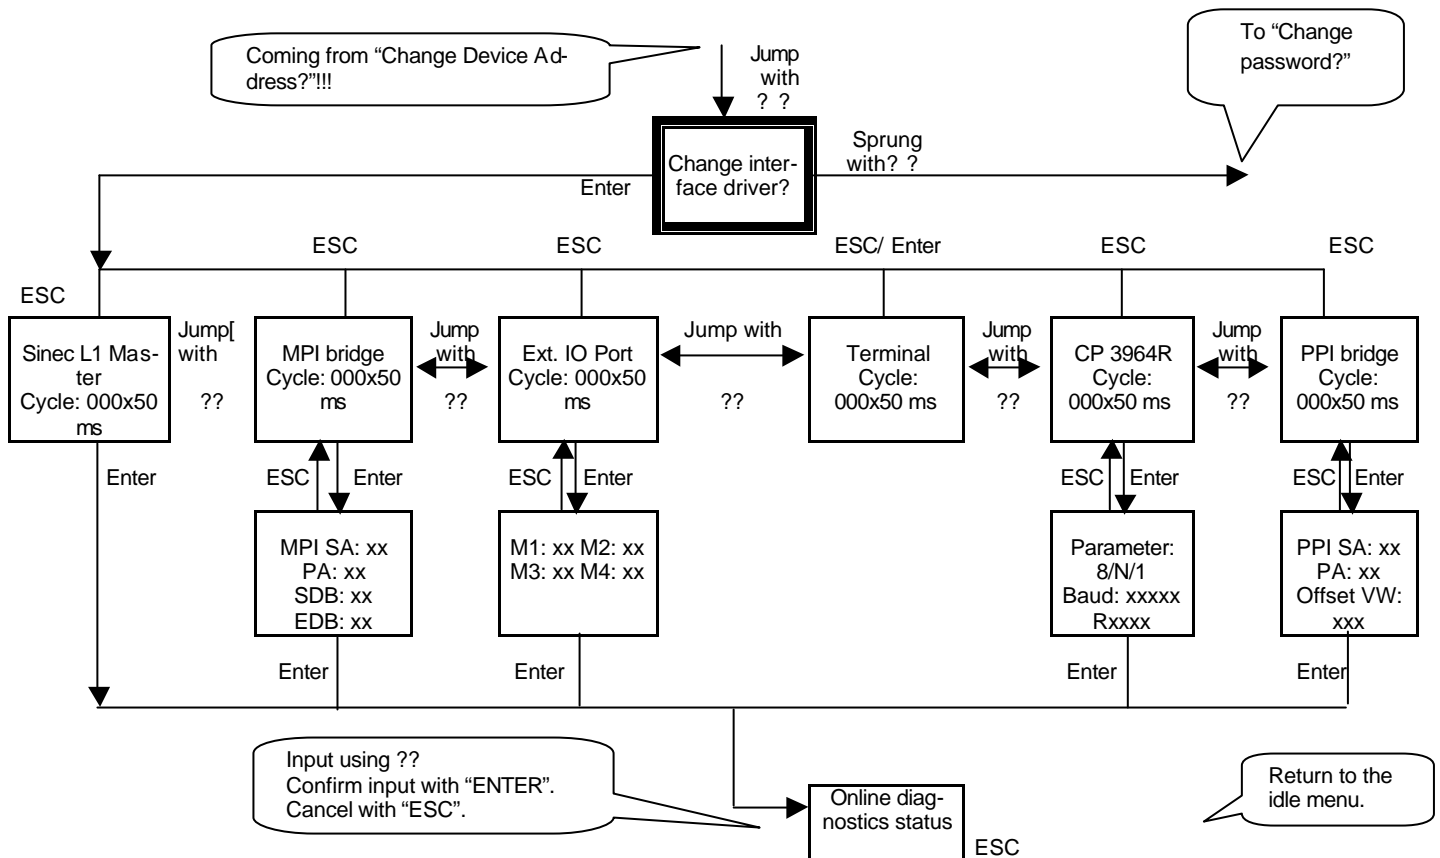 Coming from “Change Device Ad-
dress?”!!!
Jump
with
? ?
To “Change
password?”
Change inter-
face driver?
Sprung
with? ?
Enter
ESC
ESC
ESC/ Enter
ESC
ESC
ESC
Sinec L1 Mas-
ter
Cycle: 000x50
ms
Jump[
with
??
MPI bridge
Cycle: 000x50
ms
Jump
with
??
Ext. IO Port
Cycle: 000x50
ms
Jump with
??
Terminal
Cycle:
000x50 ms
Jump
with
??
CP 3964R
Cycle:
000x50 ms
Jump
with
??
PPI bridge
Cycle:
000x50 ms
Enter
ESC
Enter
ESC
Enter
ESC
Enter
ESC
Enter
MPI SA: xx
PA: xx
SDB: xx
EDB: xx
M1: xx M2: xx
M3: xx M4: xx
Parameter:
8/N/1
Baud: xxxxx
Rxxxx
PPI SA: xx
PA: xx
Offset VW:
xxx
Enter
Enter
Enter
Enter
Input using ??
Confirm input with “ENTER”.
Cancel with “ESC”.
Online diag-
nostics status
ESC
Return to the
idle menu.